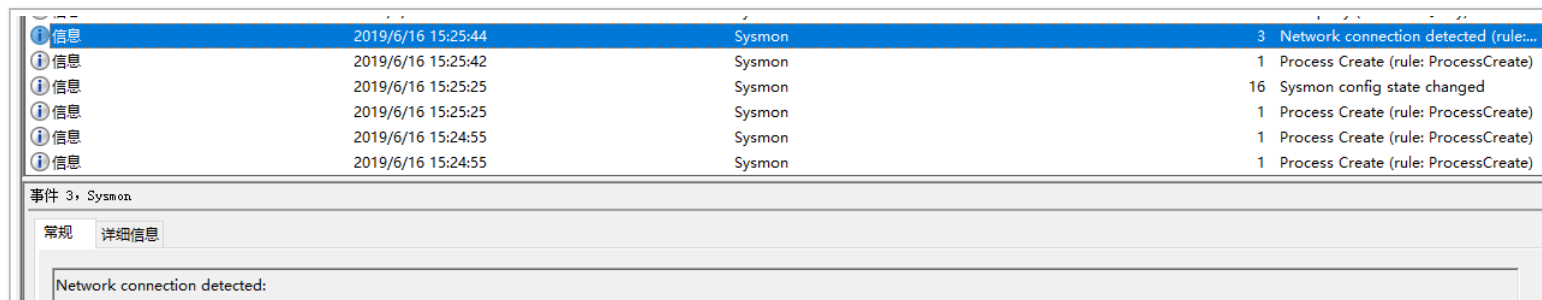 信息 2019/6/16 15:25:44 Sysmon 3 Network connection detected (rule:...
信息 2019/6/16 15:25:42 Sysmon 1 Process Create (rule: ProcessCreate)
信息 2019/6/16 15:25:25 Sysmon 16 Sysmon config state changed
信息 2019/6/16 15:25:25 Sysmon 1 Process Create (rule: ProcessCreate)
信息 2019/6/16 15:24:55 Sysmon 1 Process Create (rule: ProcessCreate)
信息 2019/6/16 15:24:55 Sysmon 1 Process Create (rule: ProcessCreate)
事件 3，Sysmon
常规 详细信息
Network connection detected: